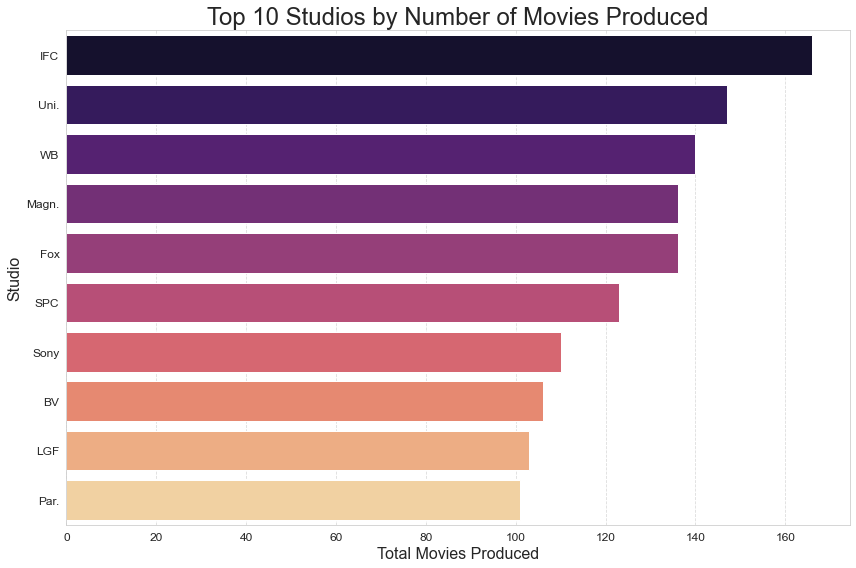 Top 10 Studios by Number of Movies Produced
Studio
IFC
Uni.
WB
Magn.
Fox
SPC
Sony
BV
LGF
Par.
0 20 40 60 80 100 120 140 160
Total Movies Produced